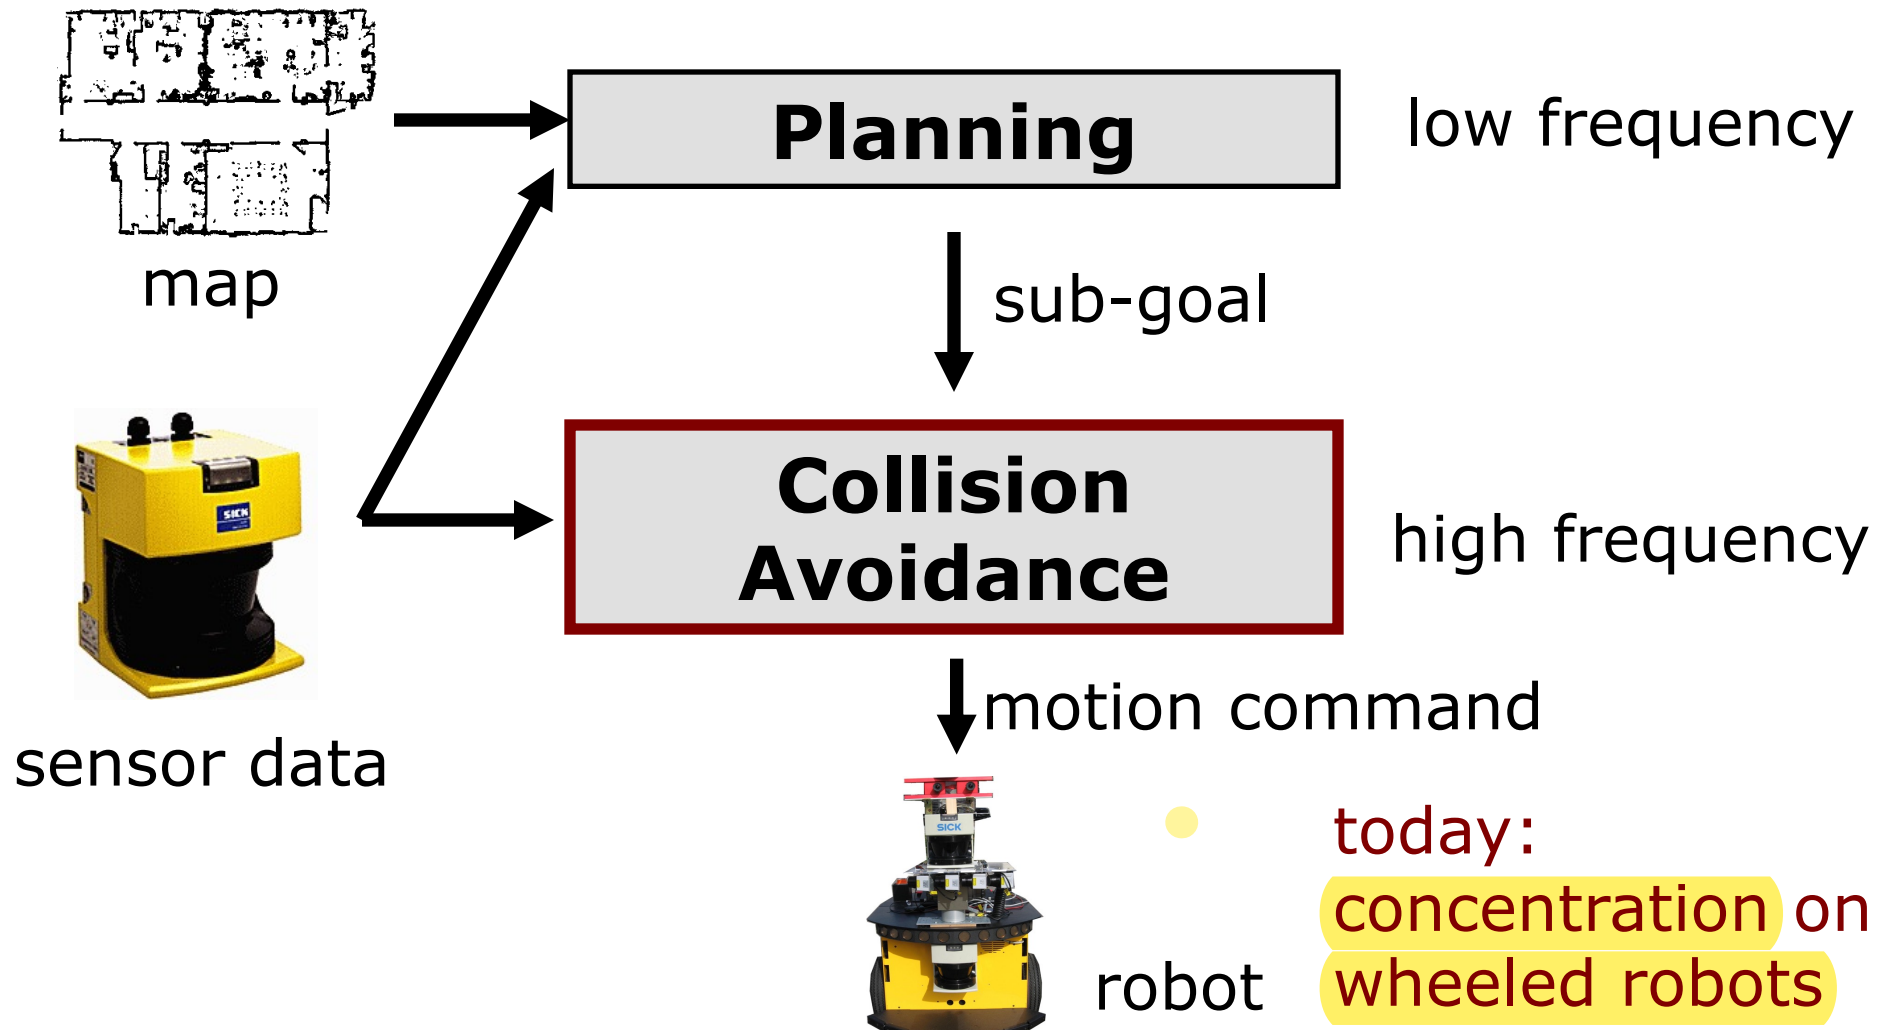 Planning
low frequency
map
sub-goal
Collision
Avoidance
high frequency
SICK
sensor data
motion command
SICK
robot
today:
concentration on
wheeled robots